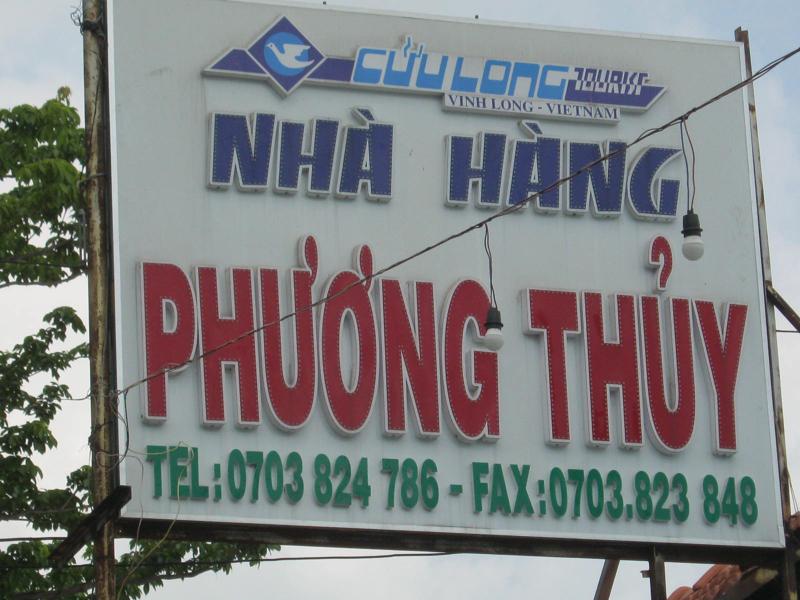 CỬU LONG TOURIST
VINH LONG - VIETNAM
NHÀ HÀNG
PHƯƠNG THỦY
TEL: 0703 824 786 - FAX: 0703.823 848